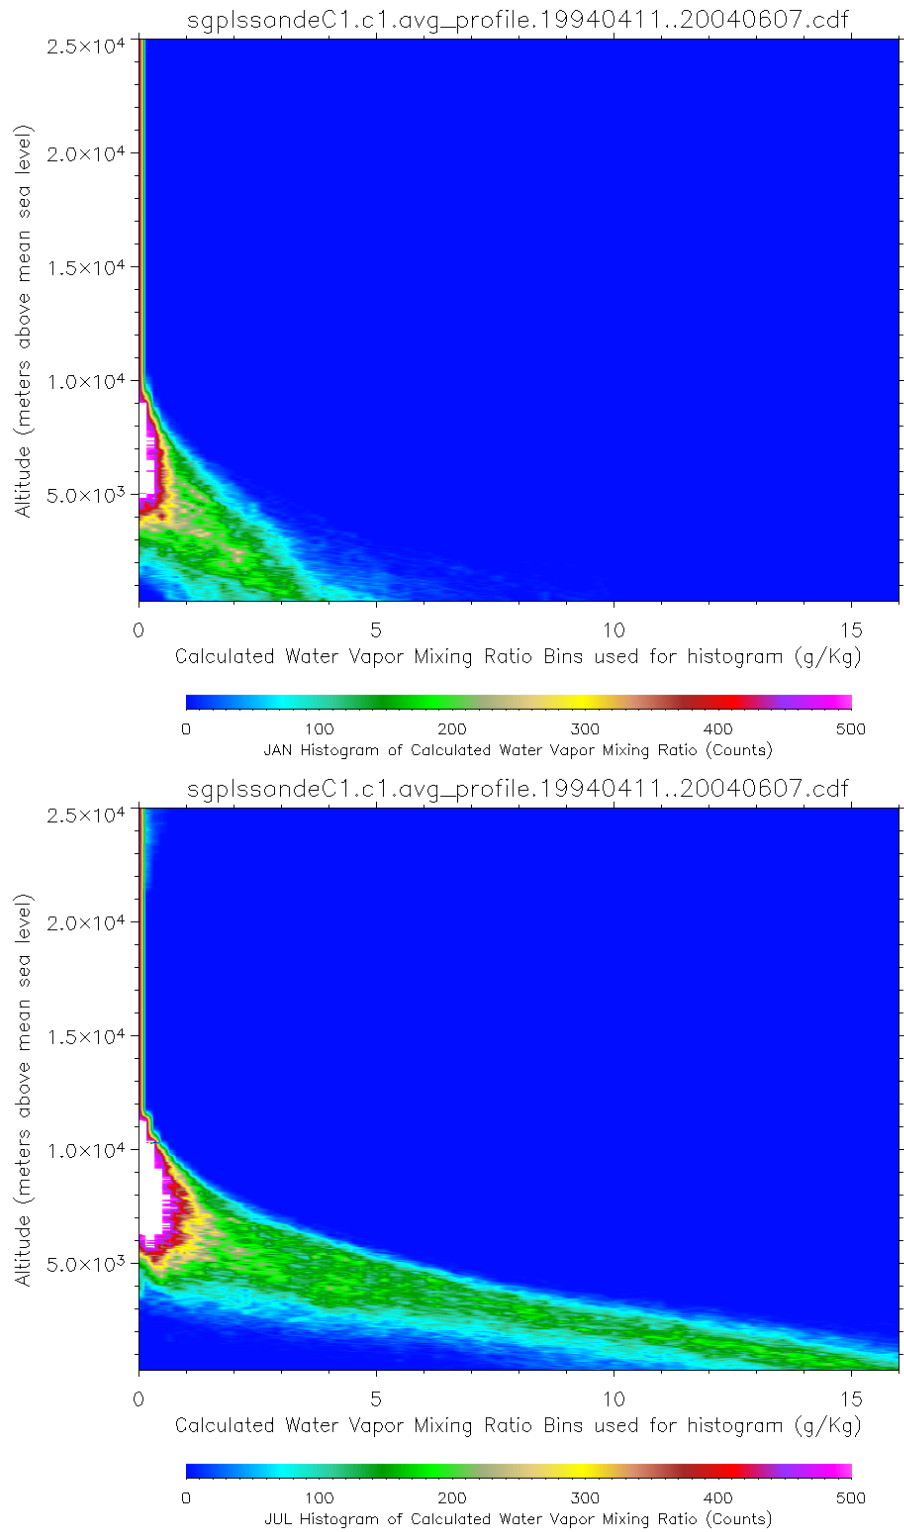 sgplssondeC1.c1.avg_profile.19940411..20040607.cdf
2.5×10⁴
2.0×10⁴
1.5×10⁴
1.0×10⁴
5.0×10³
Altitude (meters above mean sea level)
0 5 10 15
Calculated Water Vapor Mixing Ratio Bins used for histogram (g/Kg)
0 100 200 300 400 500
JAN Histogram of Calculated Water Vapor Mixing Ratio (Counts)
sgplssondeC1.c1.avg_profile.19940411..20040607.cdf
2.5×10⁴
2.0×10⁴
1.5×10⁴
1.0×10⁴
5.0×10³
Altitude (meters above mean sea level)
0 5 10 15
Calculated Water Vapor Mixing Ratio Bins used for histogram (g/Kg)
0 100 200 300 400 500
JUL Histogram of Calculated Water Vapor Mixing Ratio (Counts)